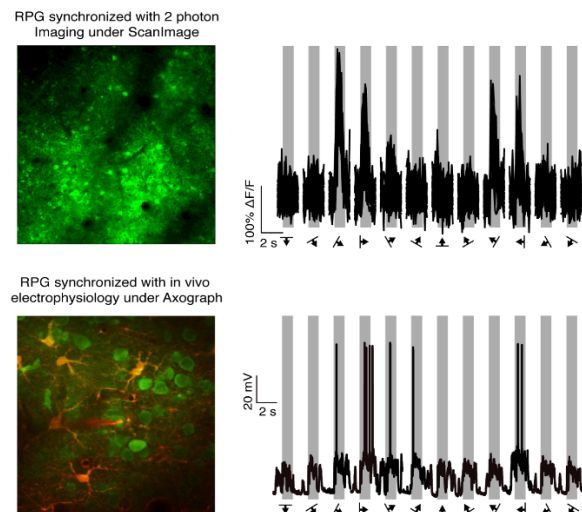 RPG synchronized with 2 photon
Imaging under ScanImage
100% ΔF/F
2 s
RPG synchronized with in vivo
electrophysiology under Axograph
20 mV
2 s